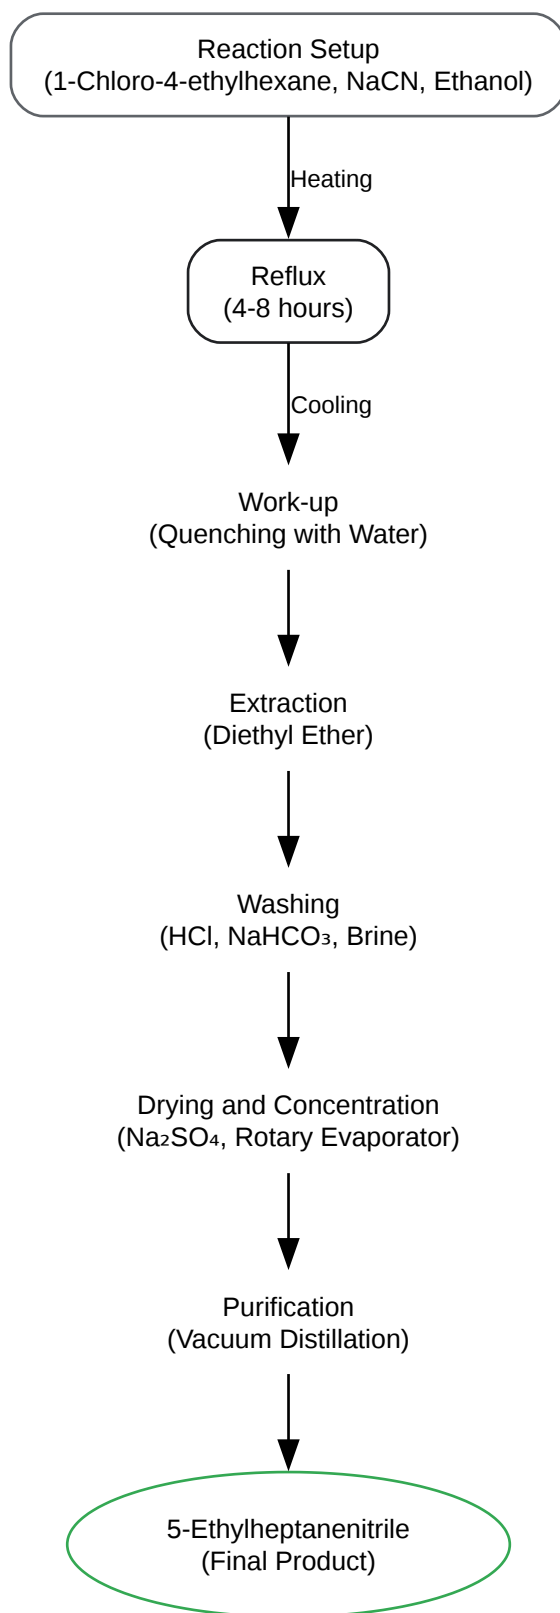 Reaction Setup
(1-Chloro-4-ethylhexane, NaCN, Ethanol)
Heating
Reflux
(4-8 hours)
Cooling
Work-up
(Quenching with Water)
Extraction
(Diethyl Ether)
Washing
(HCl, NaHCO₃, Brine)
Drying and Concentration
(Na₂SO₄, Rotary Evaporator)
Purification
(Vacuum Distillation)
5-Ethylheptanenitrile
(Final Product)